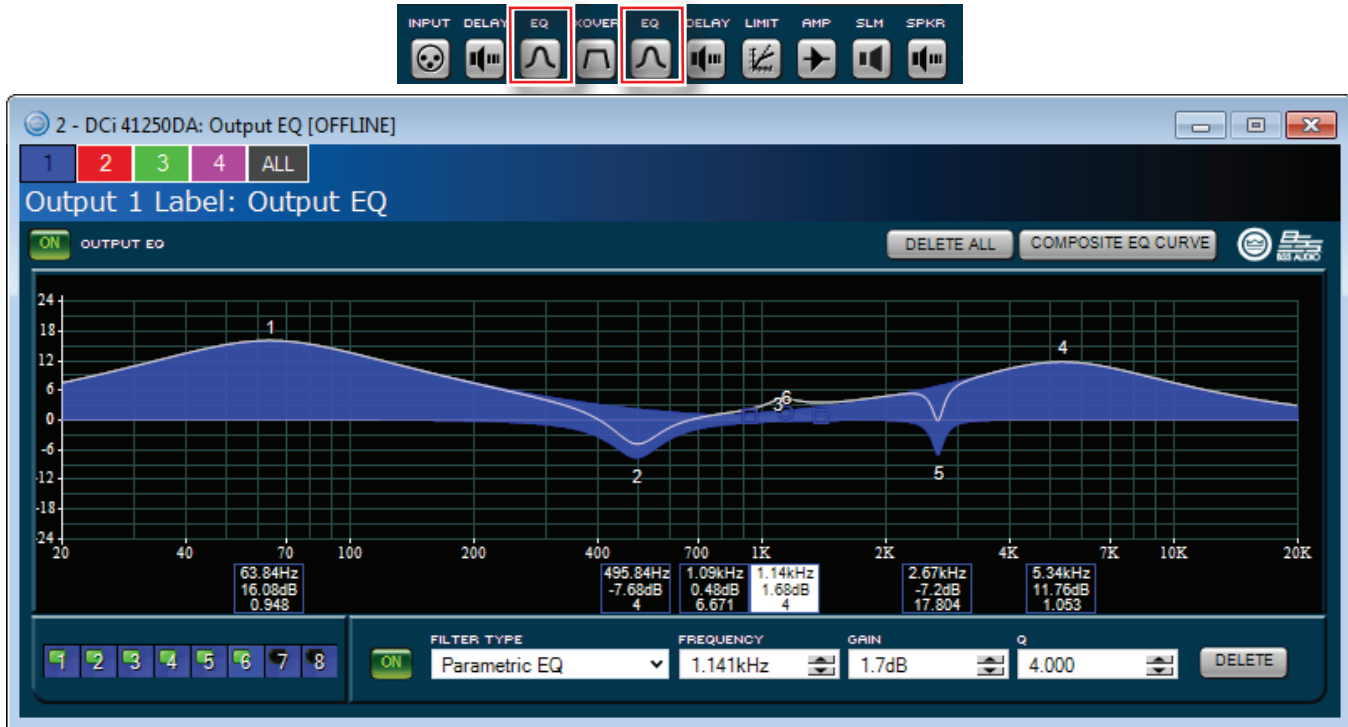 INPUT DELAY EQ XOVER EQ DELAY LIMIT AMP SLM SPKR
2 - DCi 41250DA: Output EQ [OFFLINE]
1 2 3 4 ALL
Output 1 Label: Output EQ
ON OUTPUT EQ DELETE ALL COMPOSITE EQ CURVE BSS AUDIO
24
18
12
6
0
-6
-12
-18
-24
1
2
36
4
5
20 40 70 100 200 400 700 1K 2K 4K 7K 10K 20K
63.84Hz 495.84Hz 1.09kHz 1.14kHz 2.67kHz 5.34kHz
16.08dB -7.68dB 0.48dB 1.68dB -7.2dB 11.76dB
0.948 4 6.671 4 17.804 1.053
FILTER TYPE FREQUENCY GAIN Q
1 2 3 4 5 6 7 8 ON Parametric EQ 1.141kHz 1.7dB 4.000 DELETE